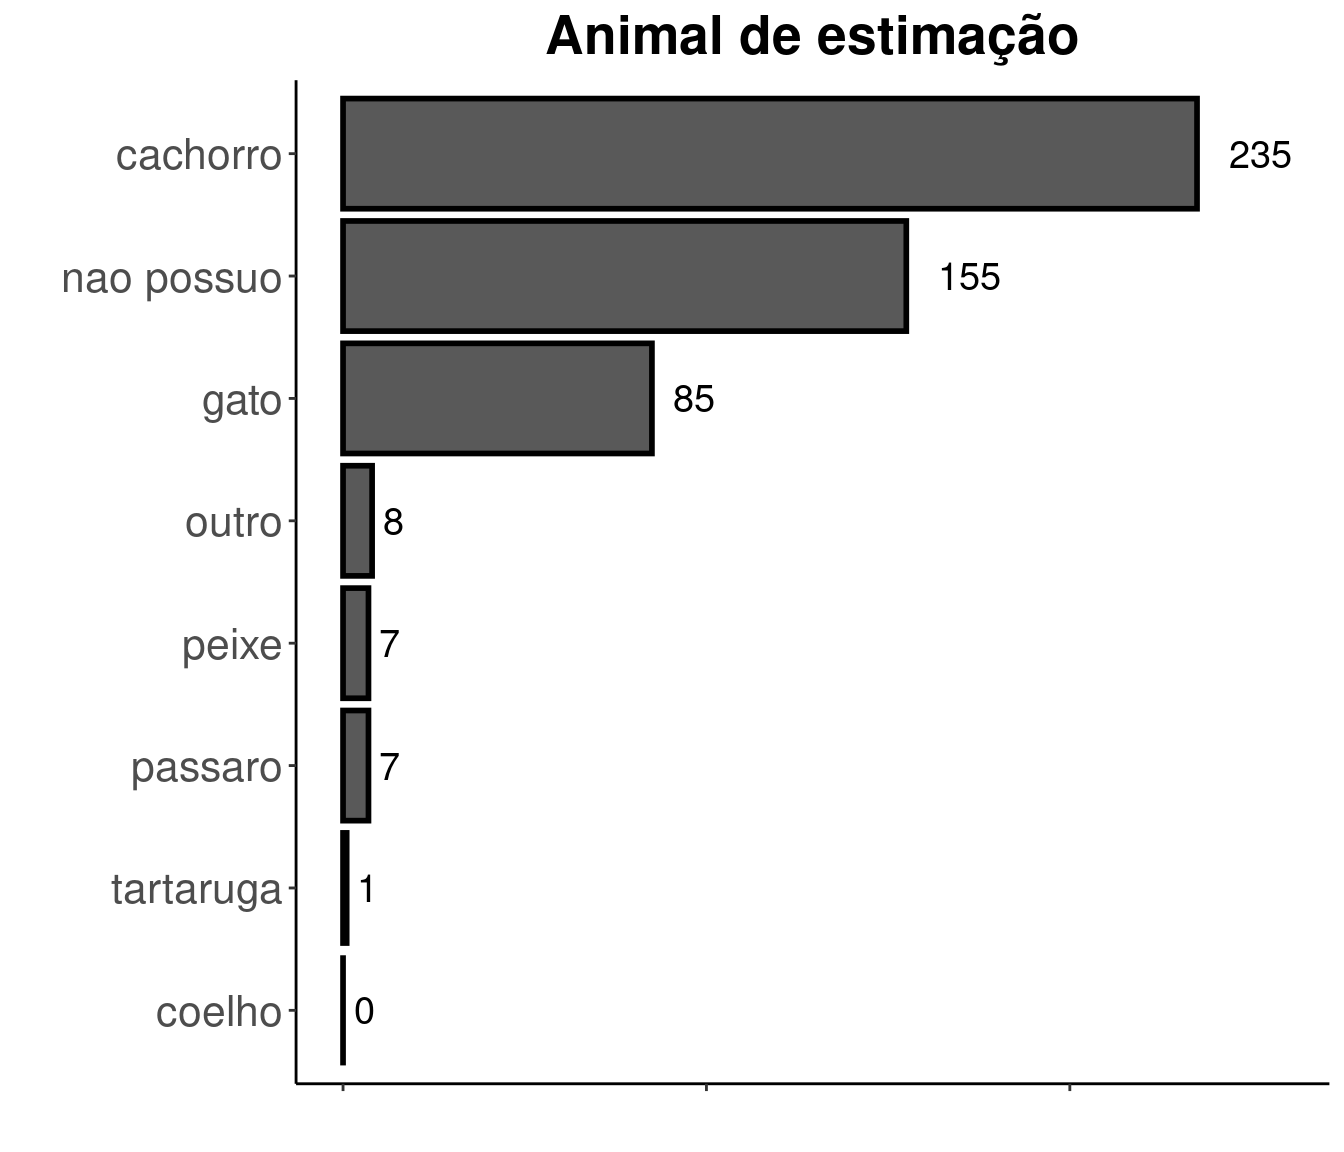 Animal de estimação
cachorro 235
nao possuo 155
gato 85
outro 8
peixe 7
passaro 7
tartaruga 1
coelho 0